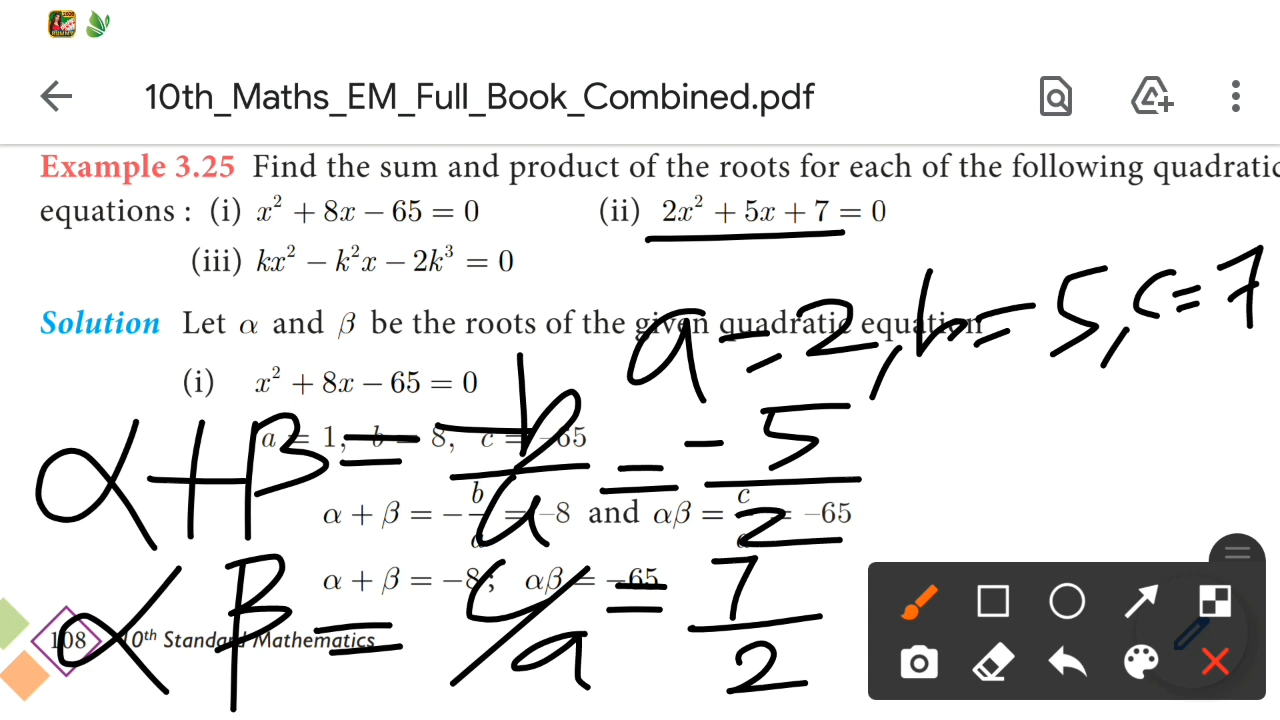 10th_Maths_EM_Full_Book_Combined.pdf
Example 3.25 Find the sum and product of the roots for each of the following quadratic
equations : (i) x² + 8x − 65 = 0 (ii) 2x² + 5x + 7 = 0
(iii) kx² − k²x − 2k³ = 0
Solution Let α and β be the roots of the given quadratic equation
a = 2, b = 5, c = 7
(i) x² + 8x − 65 = 0
a = 1, b = 8, c = −65
α + β = −b/a = −5/2
α + β = −b/a = −8 and αβ = c/a = −65
α + β = −8; αβ = −65
αβ = c/a = 7/2
108 10th Standard Mathematics